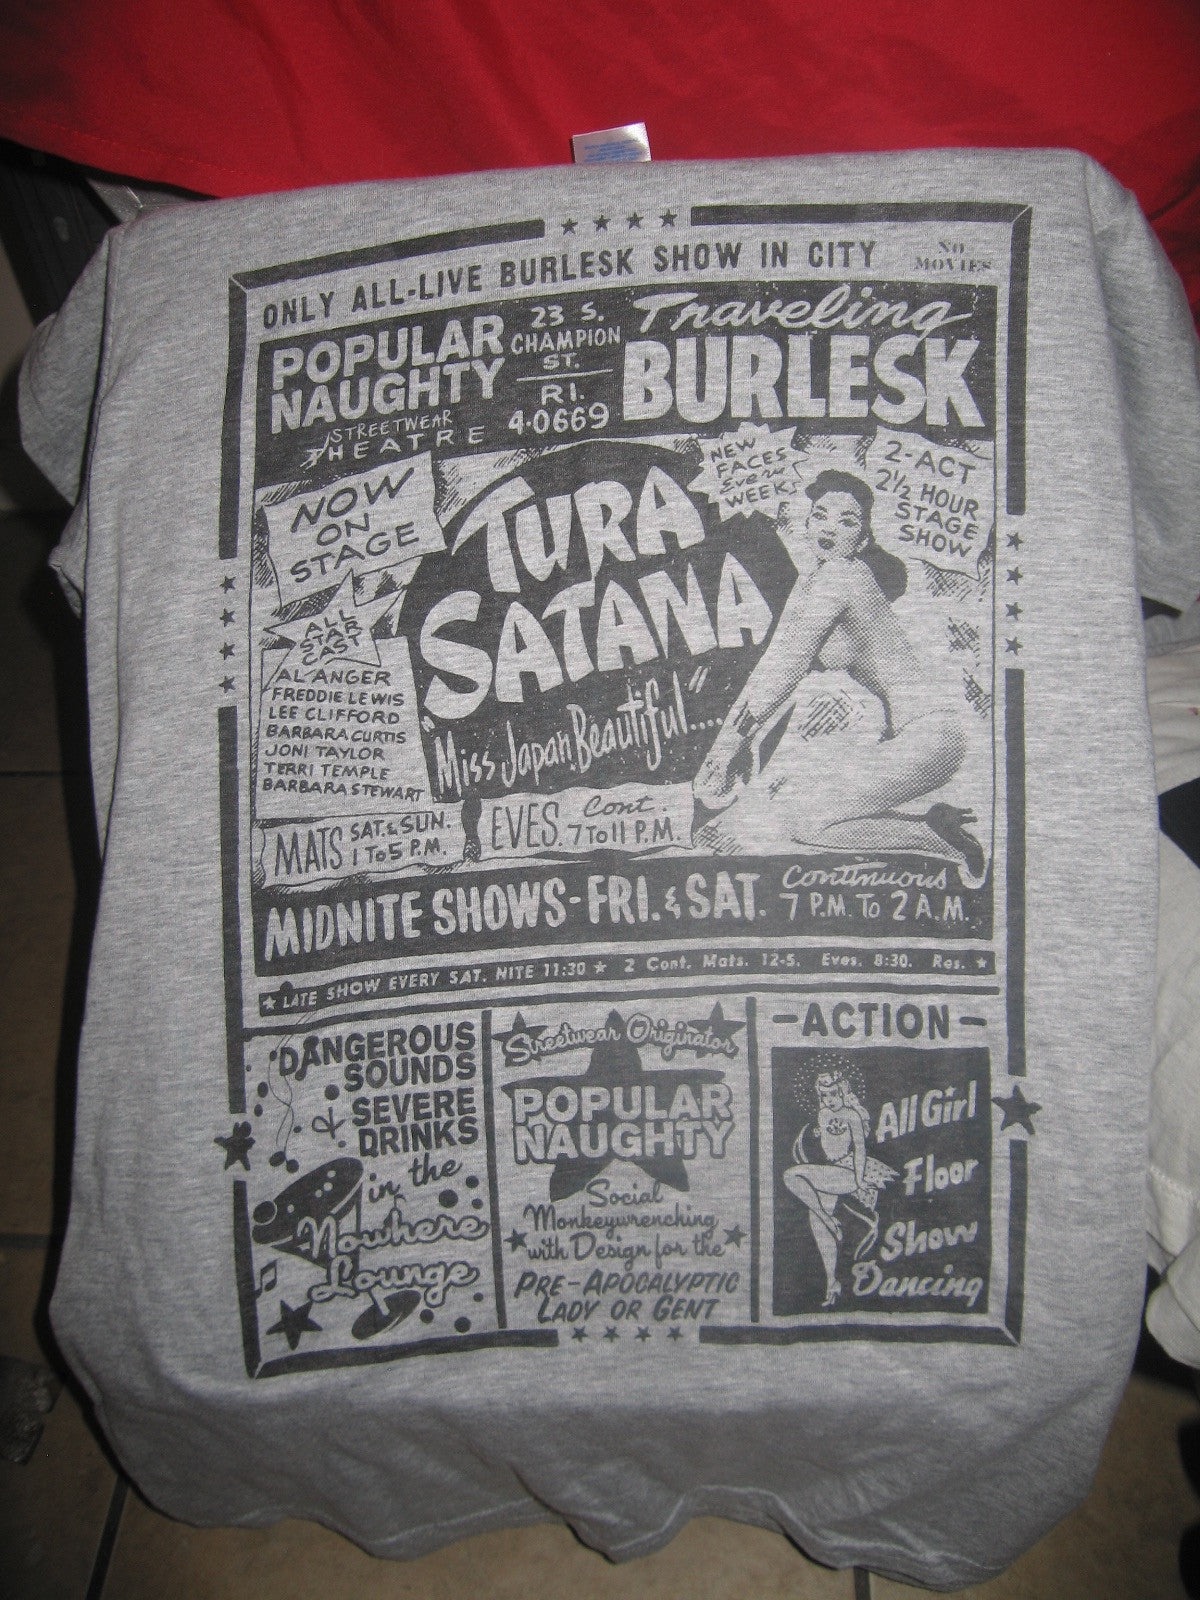 ONLY ALL-LIVE BURLESK SHOW IN CITY
NO
MOVIES
POPULAR
NAUGHTY
STREETWEAR
THEATRE
23 S.
CHAMPION
ST.
RI.
4-0669
Traveling
BURLESK
NOW
ON
STAGE
TURA
SATANA
"Miss Japan Beautiful"....
NEW
FACES
Every
WEEK!
2-ACT
2½ HOUR
STAGE
SHOW
ALL
STAR
CAST
AL ANGER
FREDDIE LEWIS
LEE CLIFFORD
BARBARA CURTIS
JONI TAYLOR
TERRI TEMPLE
BARBARA STEWART
MATS SAT. & SUN.
1 To 5 P.M.
EVES. Cont.
7 To 11 P.M.
MIDNITE SHOWS-FRI. & SAT.
Continuous
7 P.M. To 2 A.M.
★ LATE SHOW EVERY SAT. NITE 11:30 ★ 2 Cont. Mats. 12-5. Eves. 8:30. Res. ★
DANGEROUS
SOUNDS
& SEVERE
DRINKS
in the
Nowhere
Lounge
Streetwear Originator
POPULAR
NAUGHTY
Social
Monkeywrenching
with Design for the
PRE-APOCALYPTIC
LADY OR GENT
-ACTION-
All Girl
Floor
Show
Dancing